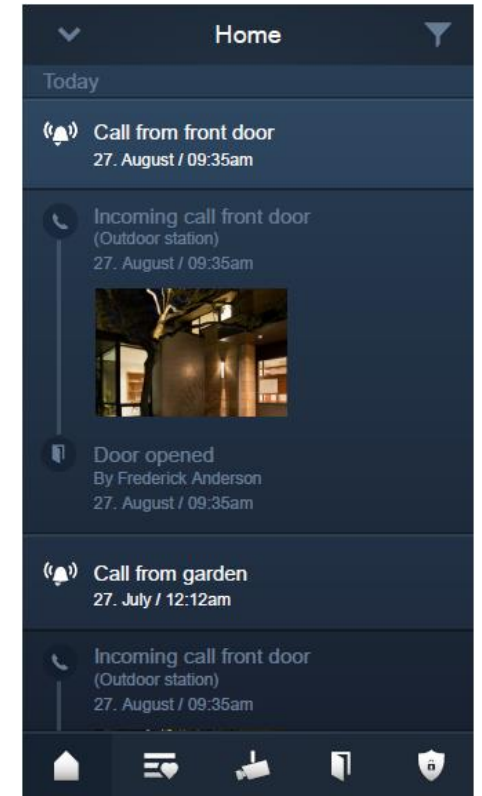 Home
Today
Call from front door
27. August / 09:35am
Incoming call front door
(Outdoor station)
27. August / 09:35am
Door opened
By Frederick Anderson
27. August / 09:35am
Call from garden
27. July / 12:12am
Incoming call front door
(Outdoor station)
27. August / 09:35am